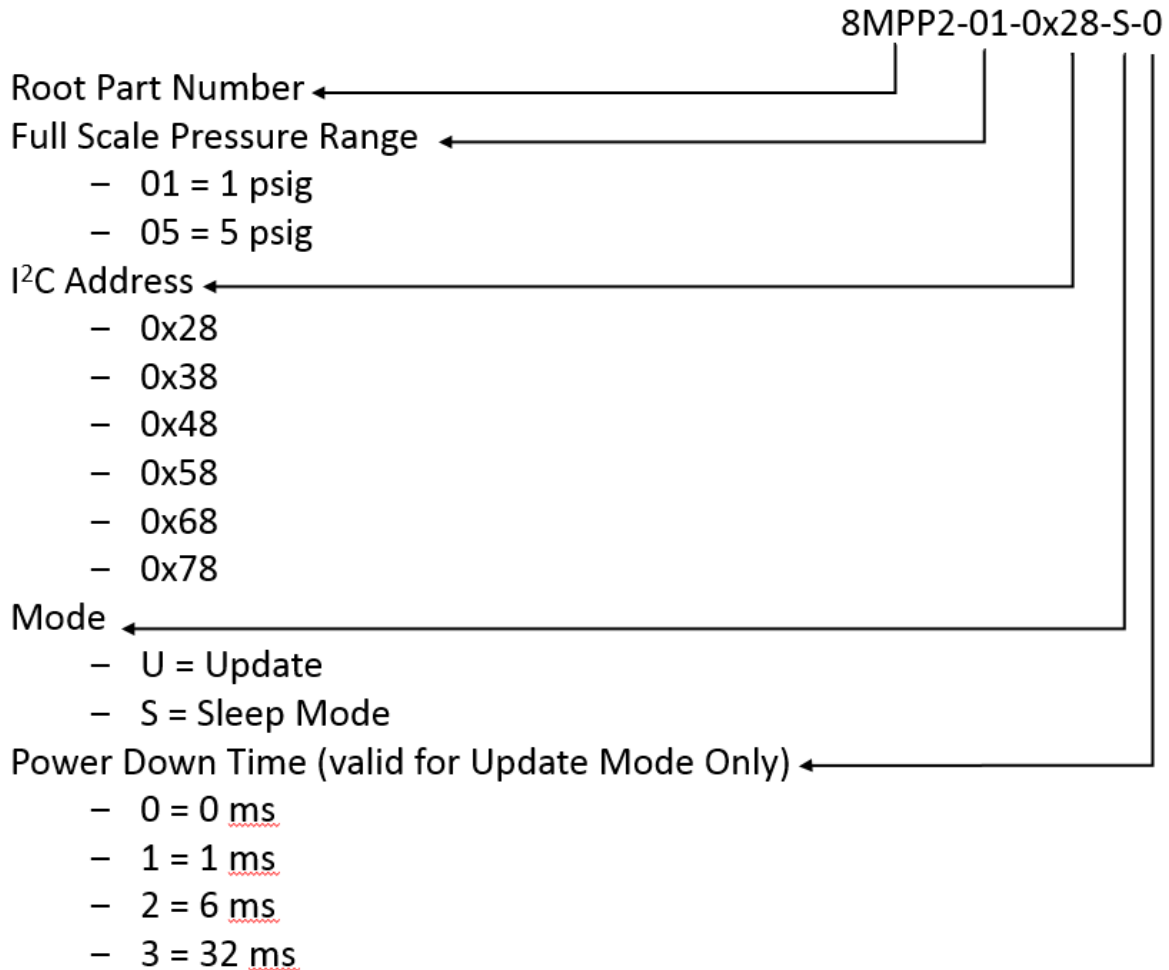 8MPP2-01-0x28-S-0
Root Part Number
Full Scale Pressure Range
– 01 = 1 psig
– 05 = 5 psig
I²C Address
– 0x28
– 0x38
– 0x48
– 0x58
– 0x68
– 0x78
Mode
– U = Update
– S = Sleep Mode
Power Down Time (valid for Update Mode Only)
– 0 = 0 ms
– 1 = 1 ms
– 2 = 6 ms
– 3 = 32 ms